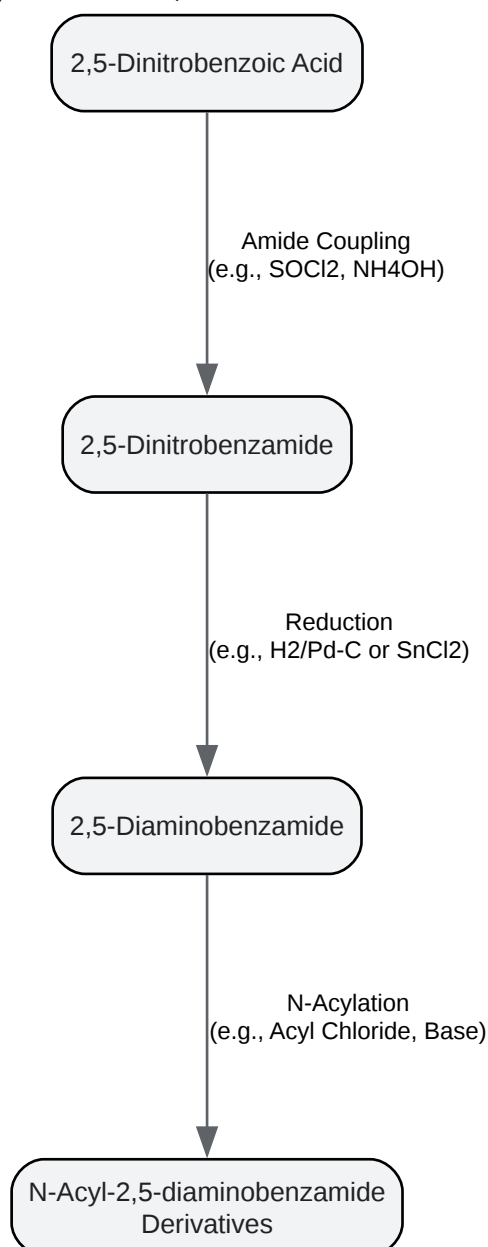 2,5-Dinitrobenzoic Acid
Amide Coupling
(e.g., SOCl2, NH4OH)
2,5-Dinitrobenzamide
Reduction
(e.g., H2/Pd-C or SnCl2)
2,5-Diaminobenzamide
N-Acylation
(e.g., Acyl Chloride, Base)
N-Acyl-2,5-diaminobenzamide
Derivatives